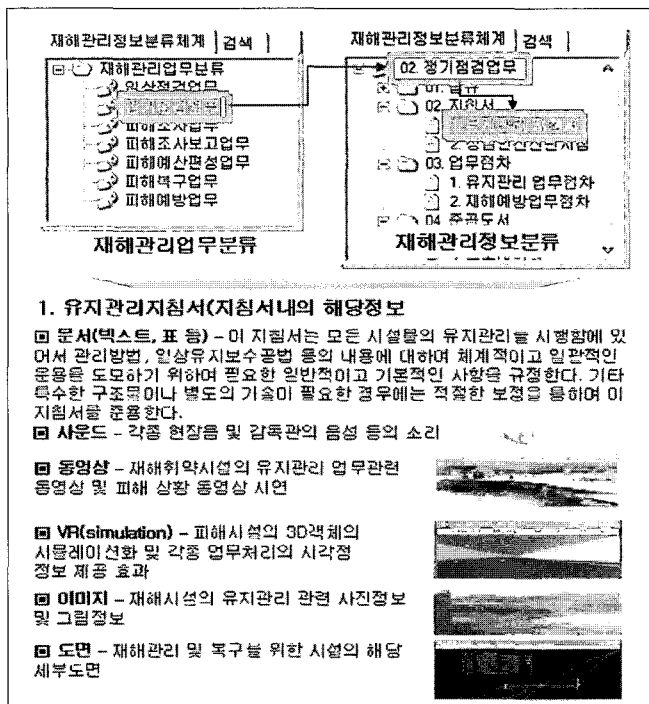 재해관리정보분류체계 검색
재해관리업무분류
일상점검업무
피해조사업무
피해조사보고업무
피해예산편성업무
피해복구업무
피해예방업무
재해관리업무분류
재해관리정보분류체계 검색
02. 정기점검업무
02. 지침서
03. 업무절차
1. 유지관리 업무절차
2. 재해예방업무절차
04 준공도서
재해관리정보분류
1. 유지관리지침서(지침서내의 해당정보
문서(텍스트, 표 등) – 이 지침서는 모든 시설물의 유지관리를 시행함에 있
어서 관리방법, 일상유지보수공법 등의 내용에 대하여 체계적이고 일관적인
운용을 도모하기 위하여 필요한 일반적이고 기본적인 사항을 규정한다. 기타
특수한 구조물이나 별도의 기술이 필요한 경우에는 적절한 보정을 통하여 이
지침서를 준용한다.
사운드 – 각종 현장음 및 감독관의 음성 등의 소리
동영상 – 재해취약시설의 유지관리 업무관련
동영상 및 피해 상황 동영상 시연
VR(simulation) – 피해시설의 3D객체의
시뮬레이션화 및 각종 업무처리의 시각정
정보 제공 효과
이미지 – 재해시설의 유지관리 관련 사진정보
및 그림정보
도면 – 재해관리 및 복구를 위한 시설의 해당
세부도면